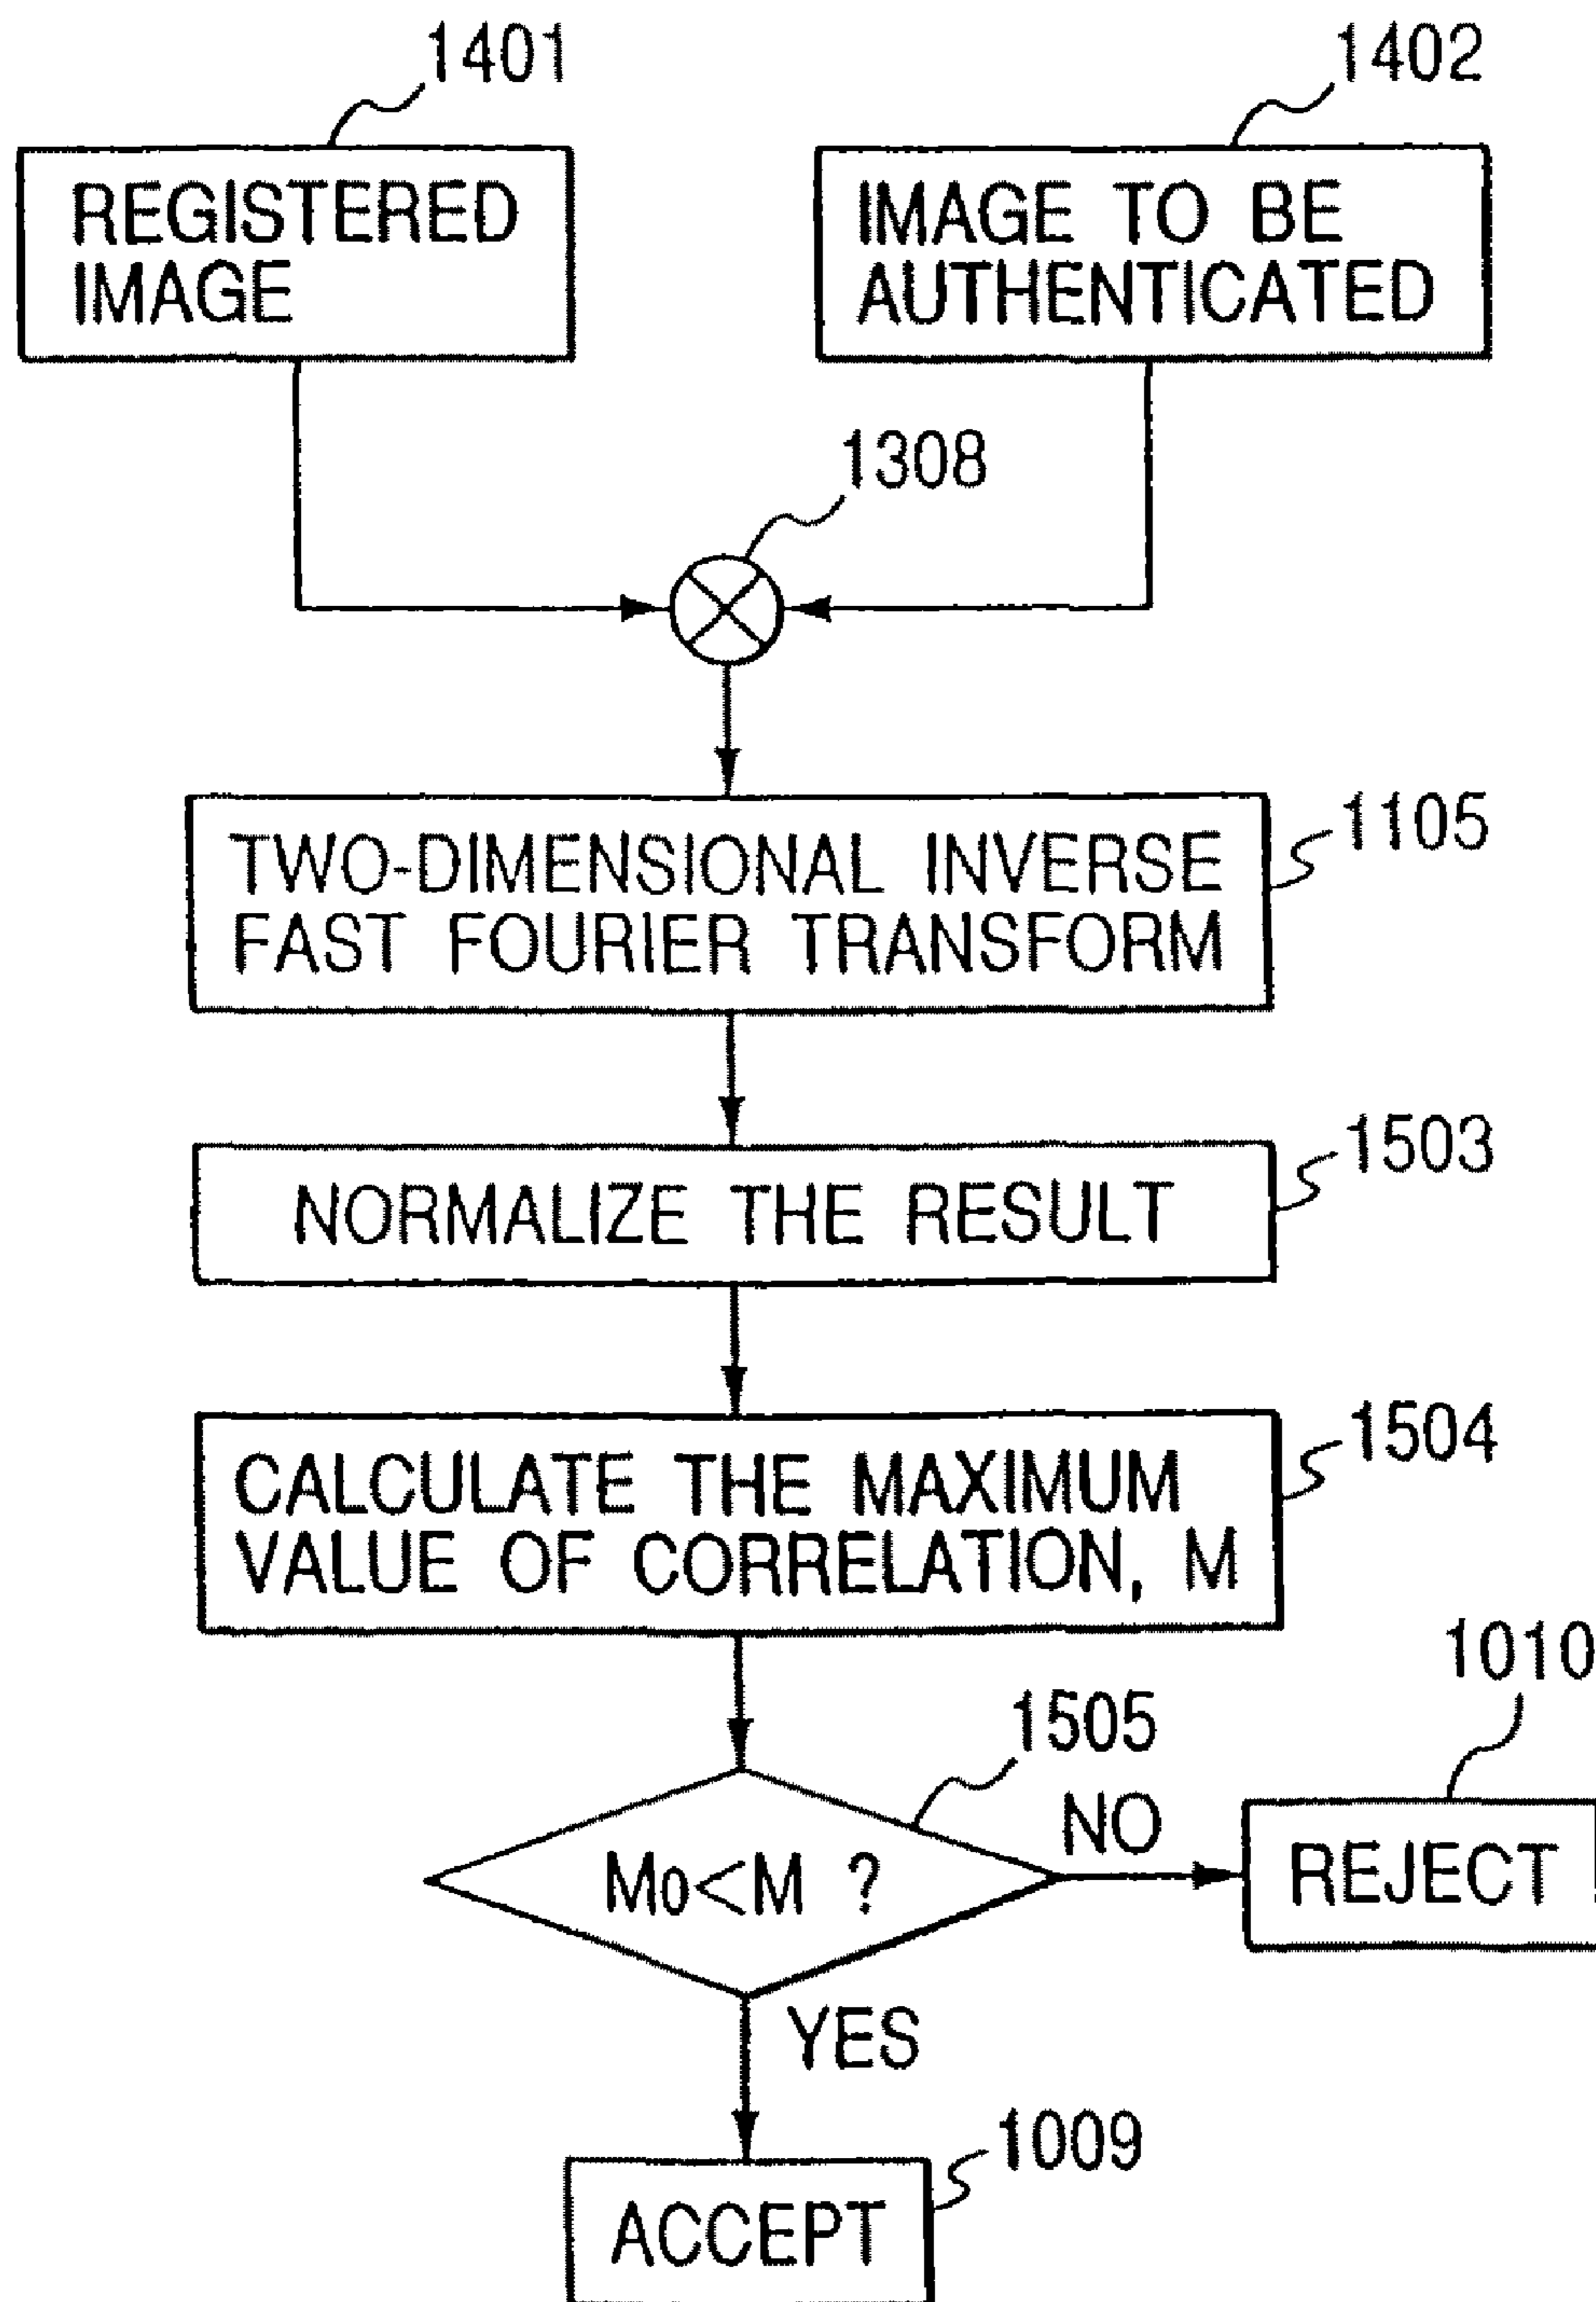 1401
1402
REGISTERED
IMAGE
IMAGE TO BE
AUTHENTICATED
1308
1105
TWO-DIMENSIONAL INVERSE
FAST FOURIER TRANSFORM
1503
NORMALIZE THE RESULT
1504
CALCULATE THE MAXIMUM
VALUE OF CORRELATION, M
1010
1505
NO
M0<M ?
REJECT
YES
1009
ACCEPT